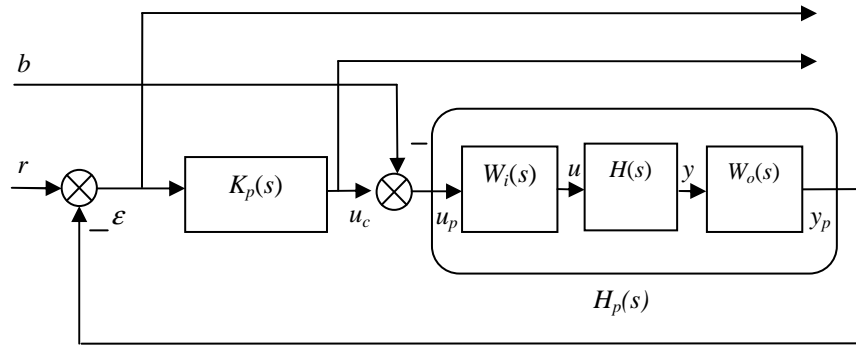 b
r
K_p(s)
W_i(s)
u
H(s)
y
W_o(s)
ε
u_c
u_p
y_p
H_p(s)